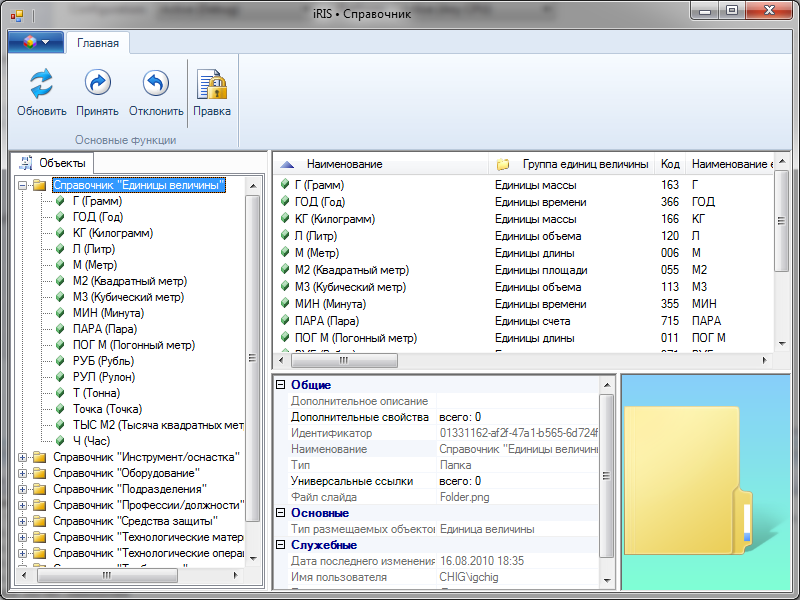 iRIS • Справочник
Главная
Обновить Принять Отклонить Правка
Основные функции
Объекты
Справочник "Единицы величины"
Г (Грамм)
ГОД (Год)
КГ (Килограмм)
Л (Литр)
М (Метр)
М2 (Квадратный метр)
М3 (Кубический метр)
МИН (Минута)
ПАРА (Пара)
ПОГ М (Погонный метр)
РУБ (Рубль)
РУЛ (Рулон)
Т (Тонна)
Точка (Точка)
ТЫС М2 (Тысяча квадратных мет
Ч (Час)
Справочник "Инструмент/оснастка"
Справочник "Оборудование"
Справочник "Подразделения"
Справочник "Профессии/должности"
Справочник "Средства защиты"
Справочник "Технологические матер
Справочник "Технологические опера
Наименование Группа единиц величины Код Наименование е
Г (Грамм) Единицы массы 163 Г
ГОД (Год) Единицы времени 366 ГОД
КГ (Килограмм) Единицы массы 166 КГ
Л (Литр) Единицы объема 120 Л
М (Метр) Единицы длины 006 М
М2 (Квадратный метр) Единицы площади 055 М2
М3 (Кубический метр) Единицы объема 113 М3
МИН (Минута) Единицы времени 355 МИН
ПАРА (Пара) Единицы счета 715 ПАРА
ПОГ М (Погонный метр) Единицы длины 011 ПОГ М
Общие
Дополнительное описание
Дополнительные свойства всего: 0
Идентификатор 01331162-af2f-47a1-b565-6d724f
Наименование Справочник "Единицы величин
Тип Папка
Универсальные ссылки всего: 0
Файл слайда Folder.png
Основные
Тип размещаемых объектов Единица величины
Служебные
Дата последнего изменения 16.08.2010 18:35
Имя пользователя CHIG\igchig